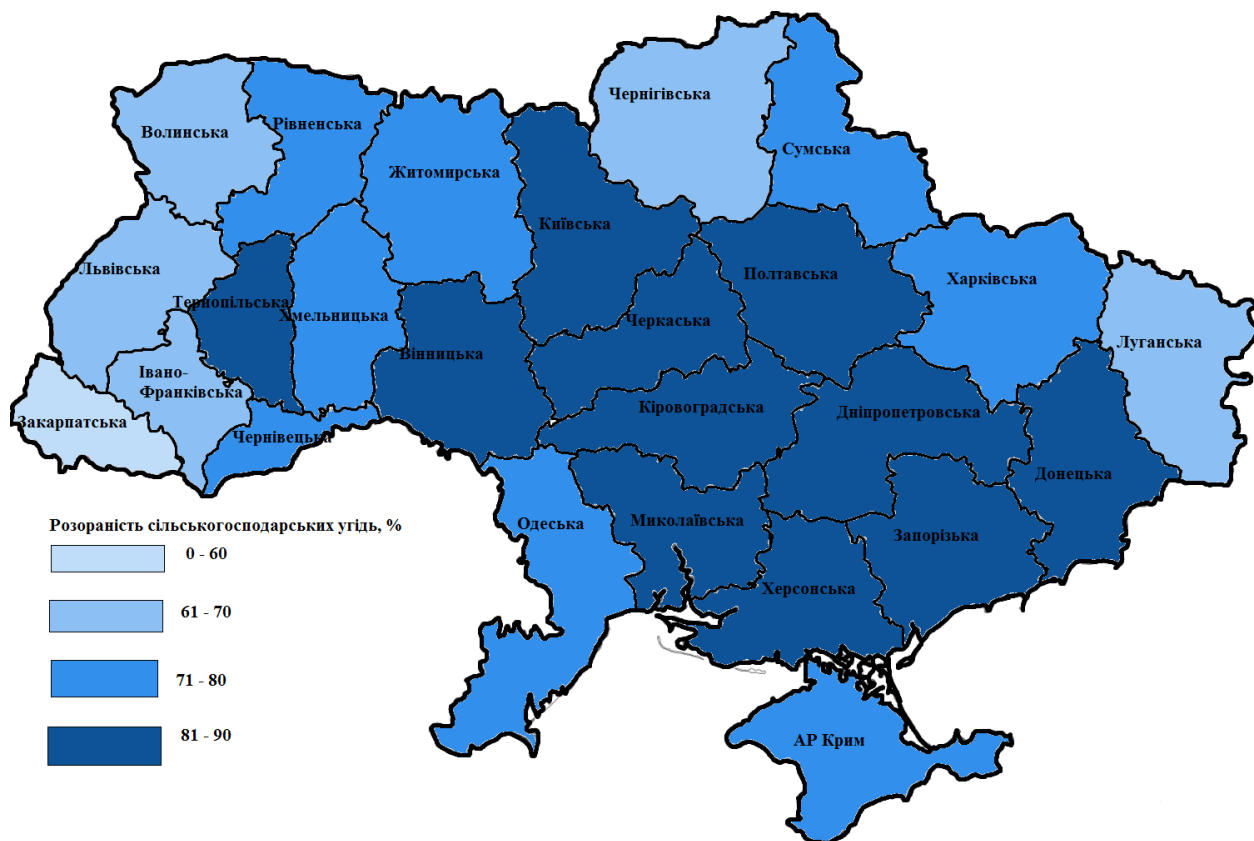 Чернігівська
Волинська
Рівненська
Сумська
Житомирська
Київська
Львівська
Полтавська
Харківська
Тернопільська
Хмельницька
Черкаська
Луганська
Вінницька
Івано-
Франківська
Закарпатська
Чернівецька
Кіровоградська
Дніпропетровська
Донецька
Одеська
Миколаївська
Запорізька
Херсонська
АР Крим
Розораність сільськогосподарських угідь, %
0 - 60
61 - 70
71 - 80
81 - 90